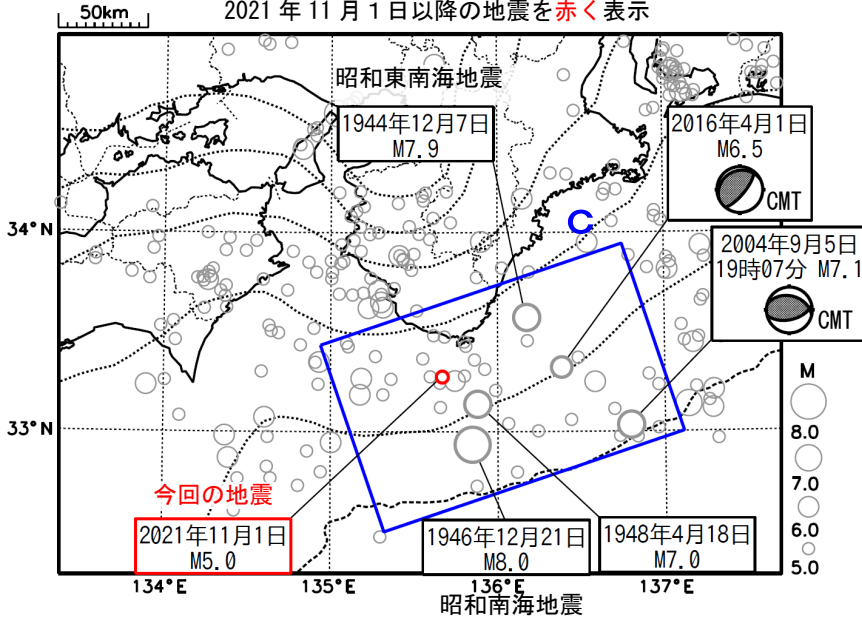 50km
2021年11月1日以降の地震を赤く表示
昭和東南海地震
1944年12月7日
M7.9
2016年4月1日
M6.5
CMT
C
34°N
2004年9月5日
19時07分 M7.1
CMT
M
8.0
7.0
6.0
5.0
33°N
今回の地震
2021年11月1日
M5.0
1946年12月21日
M8.0
1948年4月18日
M7.0
134°E
135°E
136°E
137°E
昭和南海地震